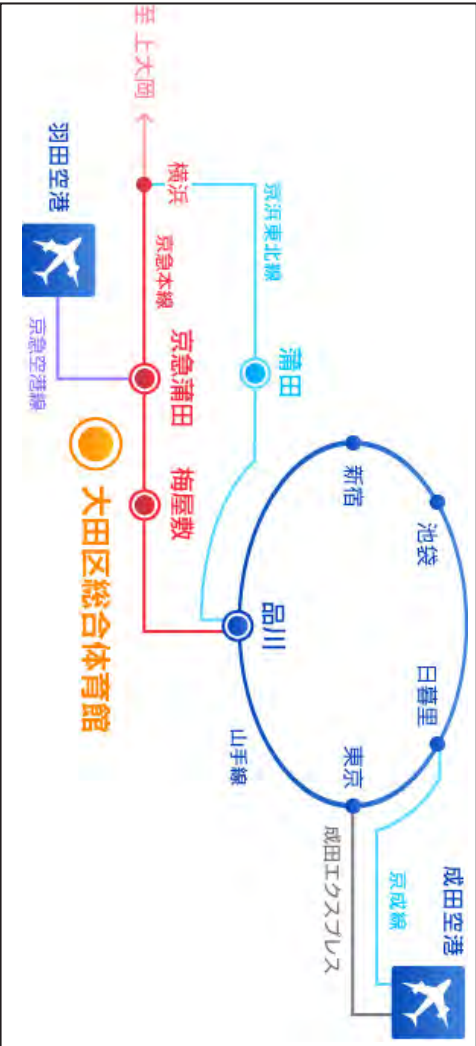 成田空港
京成線
成田エクスプレス
池袋
日暮里
新宿
東京
山手線
品川
蒲田
京浜東北線
横浜
京急本線
京急蒲田
梅屋敷
至 上大岡
大田区総合体育館
京急空港線
羽田空港